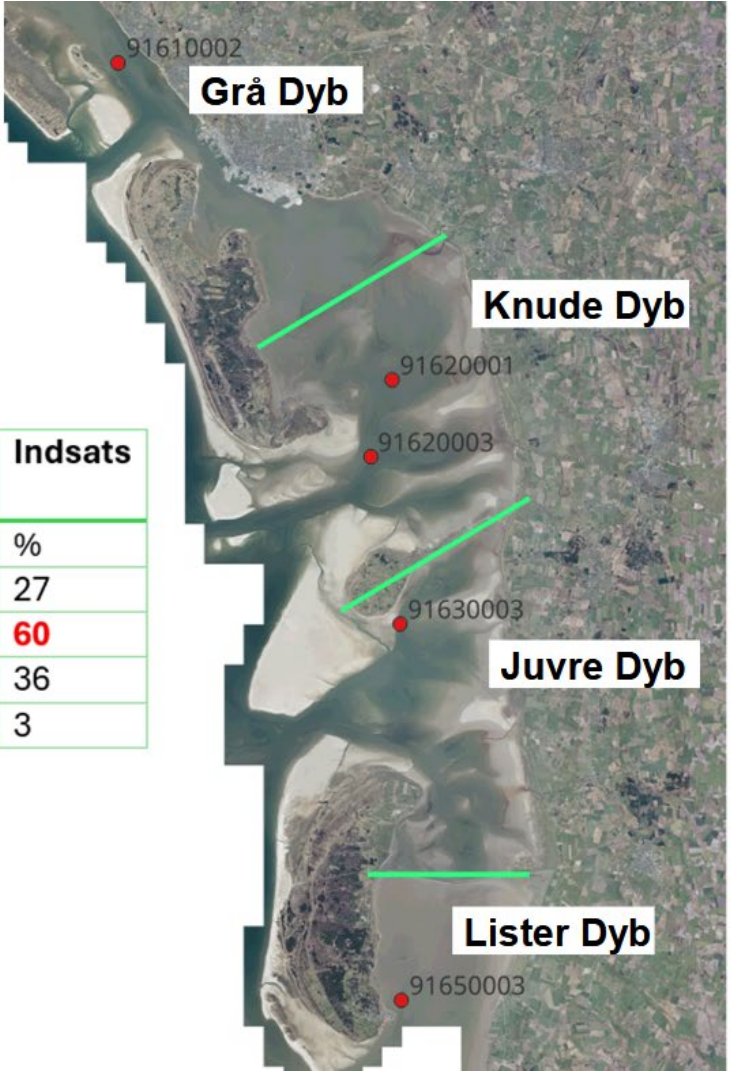 91610002
Grå Dyb
Knude Dyb
91620001
Indsats
91620003
%
27
91630003
60
Juvre Dyb
36
3
Lister Dyb
91650003